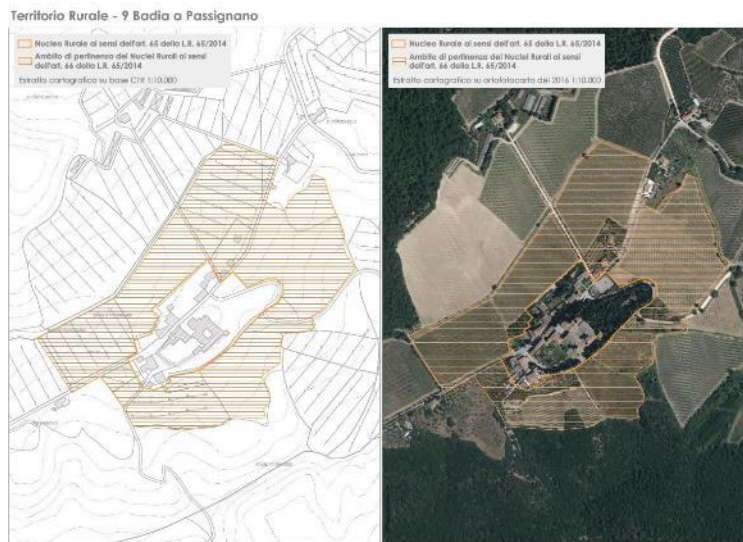 Territorio Rurale - 9 Badia a Passignano
Nucleo Rurale ai sensi dell'art. 65 della L.R. 65/2014
Ambito di pertinenza dei Nuclei Rurali ai sensi
dell'art. 66 della L.R. 65/2014
Estratto cartografico su base CTR 1:10.000
Nucleo Rurale ai sensi dell'art. 65 della L.R. 65/2014
Ambito di pertinenza dei Nuclei Rurali ai sensi
dell'art. 66 della L.R. 65/2014
Estratto cartografico su ortofotocarta del 2016 1:10.000